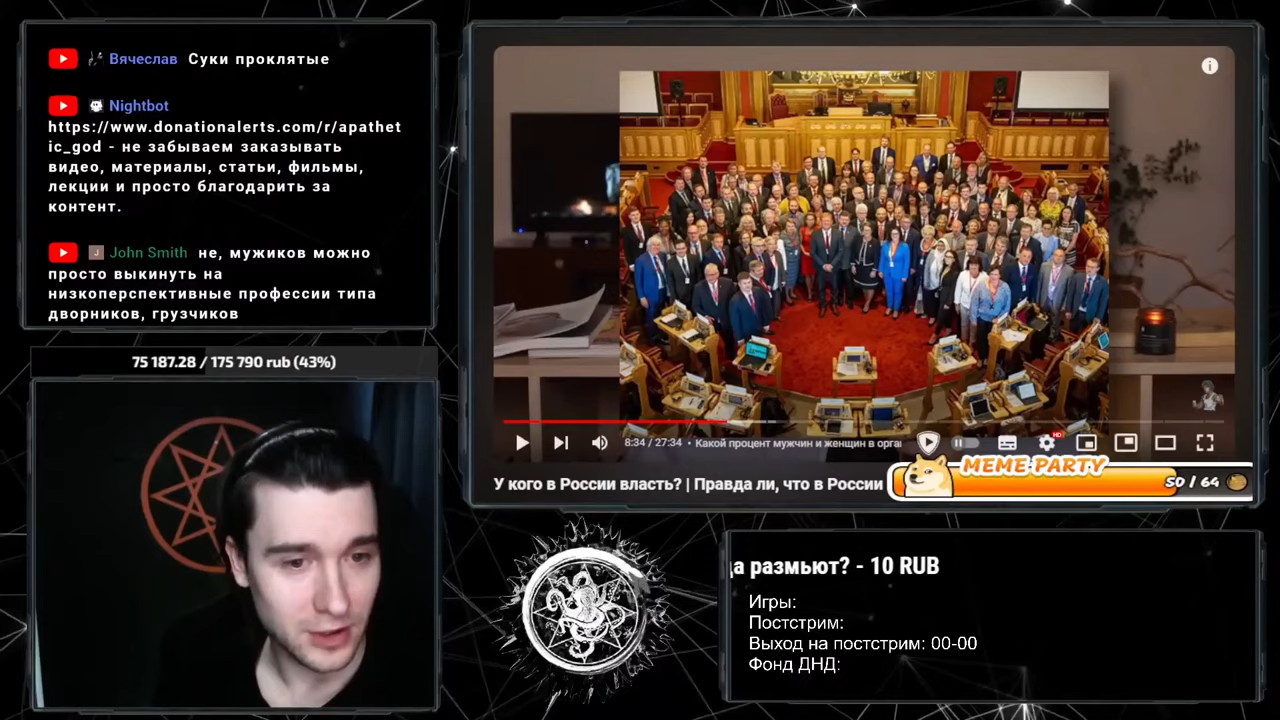 Вячеслав Суки проклятые
Nightbot
https://www.donationalerts.com/r/apathet
ic_god - не забываем заказывать
видео, материалы, статьи, фильмы,
лекции и просто благодарить за
контент.
John Smith не, мужиков можно
просто выкинуть на
низкоперспективные профессии типа
дворников, грузчиков
75 187.28 / 175 790 rub (43%)
8:34 / 27:34 • Какой процент мужчин и женщин в орга
HD
MEME PARTY
50 / 64
У кого в России власть? | Правда ли, что в России
да размьют? - 10 RUB
Игры:
Постстрим:
Выход на постстрим: 00-00
Фонд ДНД: